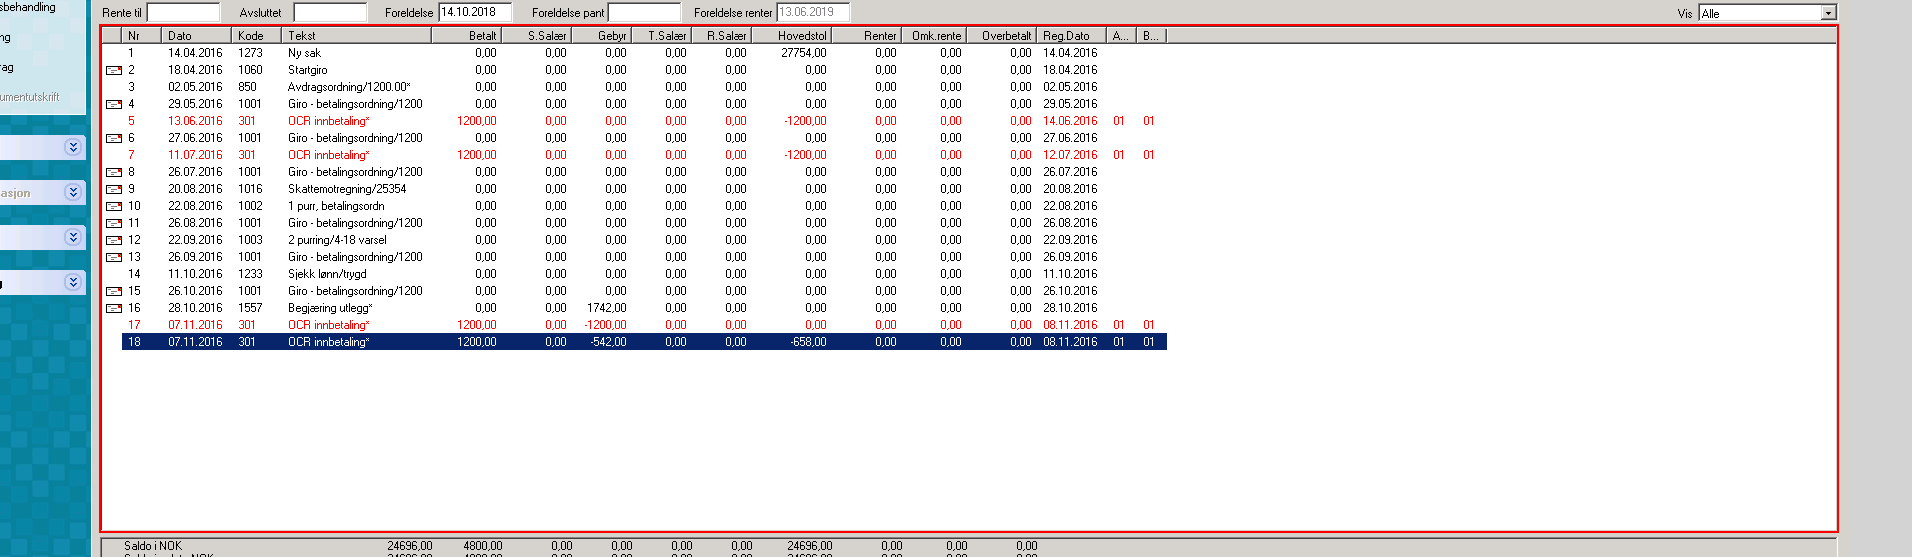 sbehandling
ng
rag
umentutskrift
asjon
Rente til Avsluttet Foreldelse 14.10.2018 Foreldelse pant Foreldelse renter 13.06.2019 Vis Alle
Nr Dato Kode Tekst Betalt S.Salær Gebyr T.Salær R.Salær Hovedstol Renter Omk.rente Overbetalt Reg.Dato A... B...
1 14.04.2016 1273 Ny sak 0,00 0,00 0,00 0,00 0,00 27754,00 0,00 0,00 0,00 14.04.2016
2 18.04.2016 1060 Startgiro 0,00 0,00 0,00 0,00 0,00 0,00 0,00 0,00 0,00 18.04.2016
3 02.05.2016 850 Avdragsordning/1200.00* 0,00 0,00 0,00 0,00 0,00 0,00 0,00 0,00 0,00 02.05.2016
4 29.05.2016 1001 Giro - betalingsordning/1200 0,00 0,00 0,00 0,00 0,00 0,00 0,00 0,00 0,00 29.05.2016
5 13.06.2016 301 OCR innbetaling* 1200,00 0,00 0,00 0,00 0,00 -1200,00 0,00 0,00 0,00 14.06.2016 01 01
6 27.06.2016 1001 Giro - betalingsordning/1200 0,00 0,00 0,00 0,00 0,00 0,00 0,00 0,00 0,00 27.06.2016
7 11.07.2016 301 OCR innbetaling* 1200,00 0,00 0,00 0,00 0,00 -1200,00 0,00 0,00 0,00 12.07.2016 01 01
8 26.07.2016 1001 Giro - betalingsordning/1200 0,00 0,00 0,00 0,00 0,00 0,00 0,00 0,00 0,00 26.07.2016
9 20.08.2016 1016 Skattemotregning/25354 0,00 0,00 0,00 0,00 0,00 0,00 0,00 0,00 0,00 20.08.2016
10 22.08.2016 1002 1 purr, betalingsordn 0,00 0,00 0,00 0,00 0,00 0,00 0,00 0,00 0,00 22.08.2016
11 26.08.2016 1001 Giro - betalingsordning/1200 0,00 0,00 0,00 0,00 0,00 0,00 0,00 0,00 0,00 26.08.2016
12 22.09.2016 1003 2 purring/4-18 varsel 0,00 0,00 0,00 0,00 0,00 0,00 0,00 0,00 0,00 22.09.2016
13 26.09.2016 1001 Giro - betalingsordning/1200 0,00 0,00 0,00 0,00 0,00 0,00 0,00 0,00 0,00 26.09.2016
14 11.10.2016 1233 Sjekk lønn/trygd 0,00 0,00 0,00 0,00 0,00 0,00 0,00 0,00 0,00 11.10.2016
15 26.10.2016 1001 Giro - betalingsordning/1200 0,00 0,00 0,00 0,00 0,00 0,00 0,00 0,00 0,00 26.10.2016
16 28.10.2016 1557 Begjæring utlegg* 0,00 0,00 1742,00 0,00 0,00 0,00 0,00 0,00 0,00 28.10.2016
17 07.11.2016 301 OCR innbetaling* 1200,00 0,00 -1200,00 0,00 0,00 0,00 0,00 0,00 0,00 08.11.2016 01 01
18 07.11.2016 301 OCR innbetaling* 1200,00 0,00 -542,00 0,00 0,00 -658,00 0,00 0,00 0,00 08.11.2016 01 01
Saldo i NOK 24696,00 4800,00 0,00 0,00 0,00 0,00 24696,00 0,00 0,00 0,00